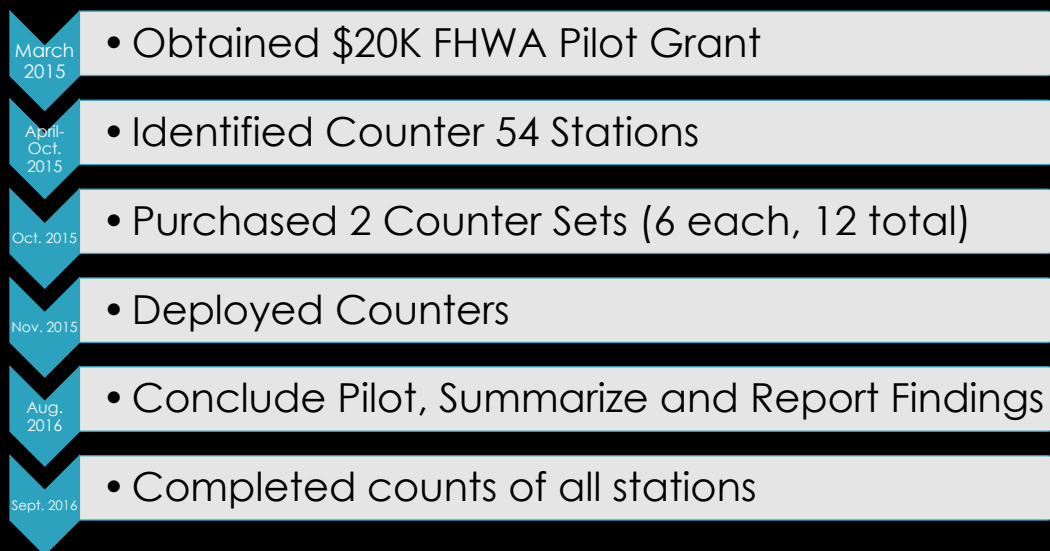 March
2015
• Obtained $20K FHWA Pilot Grant
April-
Oct.
2015
• Identified Counter 54 Stations
Oct. 2015
• Purchased 2 Counter Sets (6 each, 12 total)
Nov. 2015
• Deployed Counters
Aug.
2016
• Conclude Pilot, Summarize and Report Findings
Sept. 2016
• Completed counts of all stations